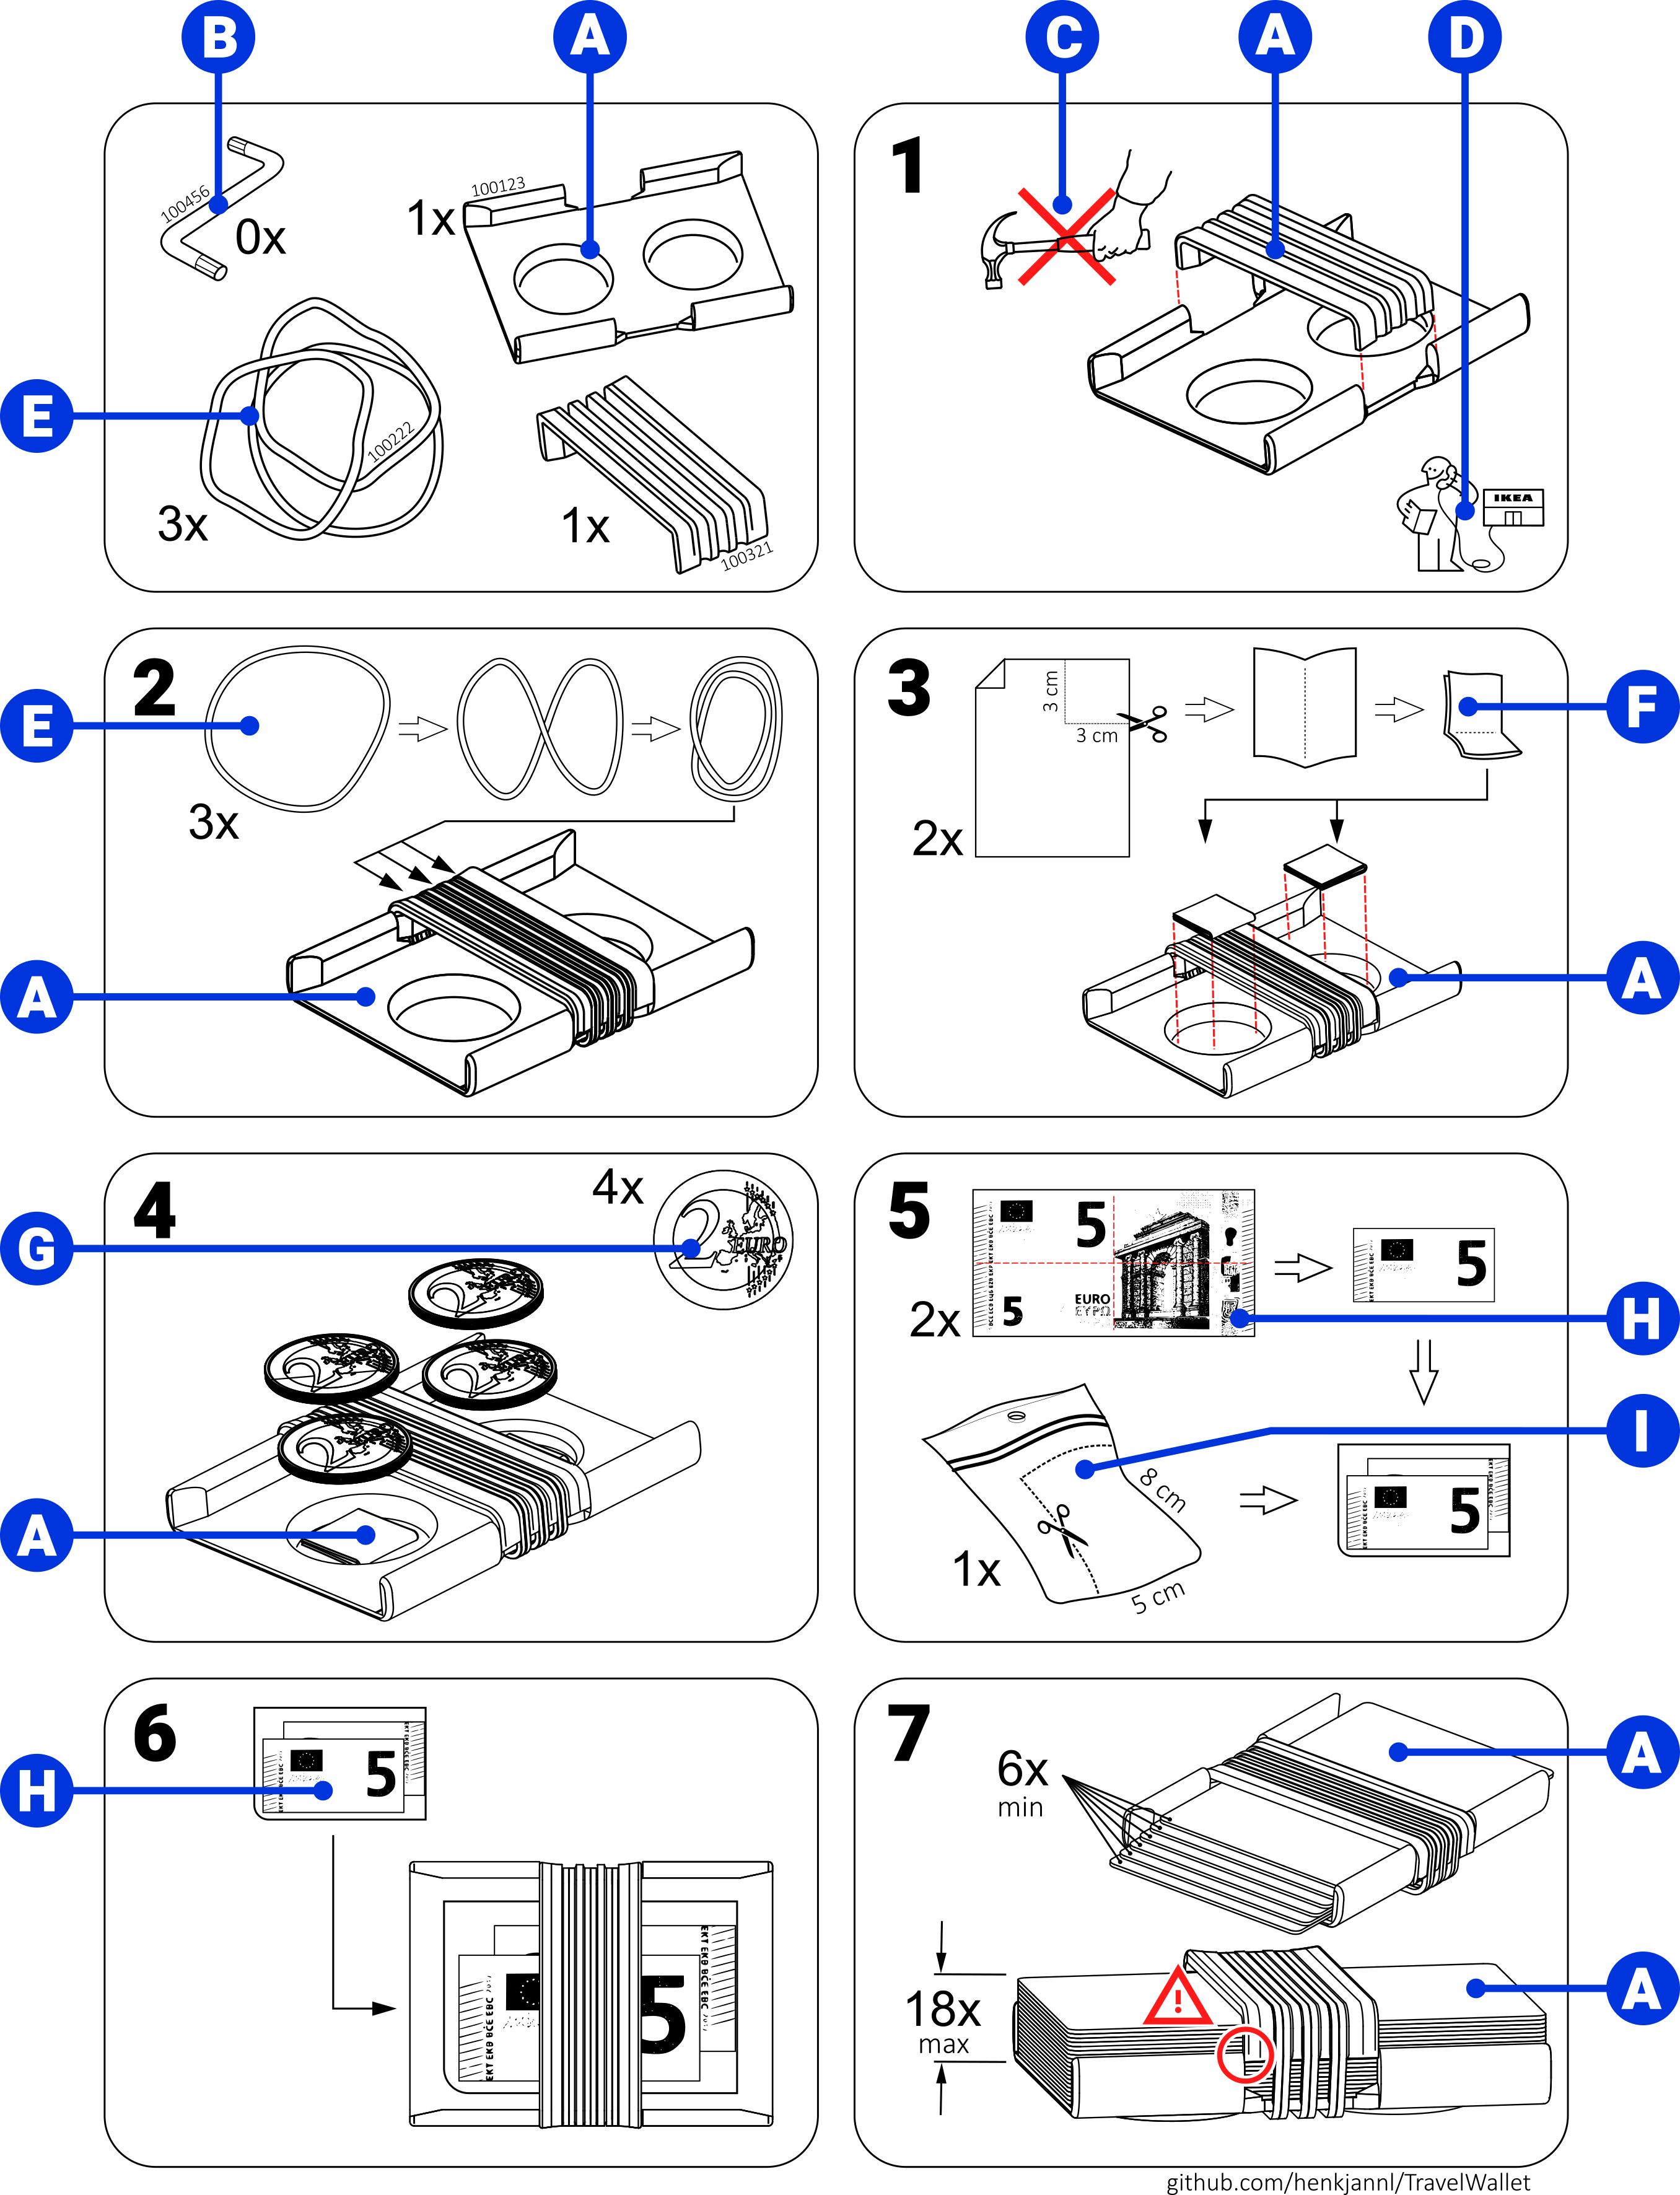 B
A
C
A
D
100456
0x
1x
100123
E
100222
3x
1x
100321
1
IKEA
2
E
3x
A
3
3 cm
3 cm
F
2x
A
4
4x
G
2 EURO
A
5
5
5
EURO
ΕΥΡΩ
2x
5
H
I
8 cm
5 cm
1x
5
6
H
5
5
7
6x
min
A
18x
max
!
A
github.com/henkjannl/TravelWallet